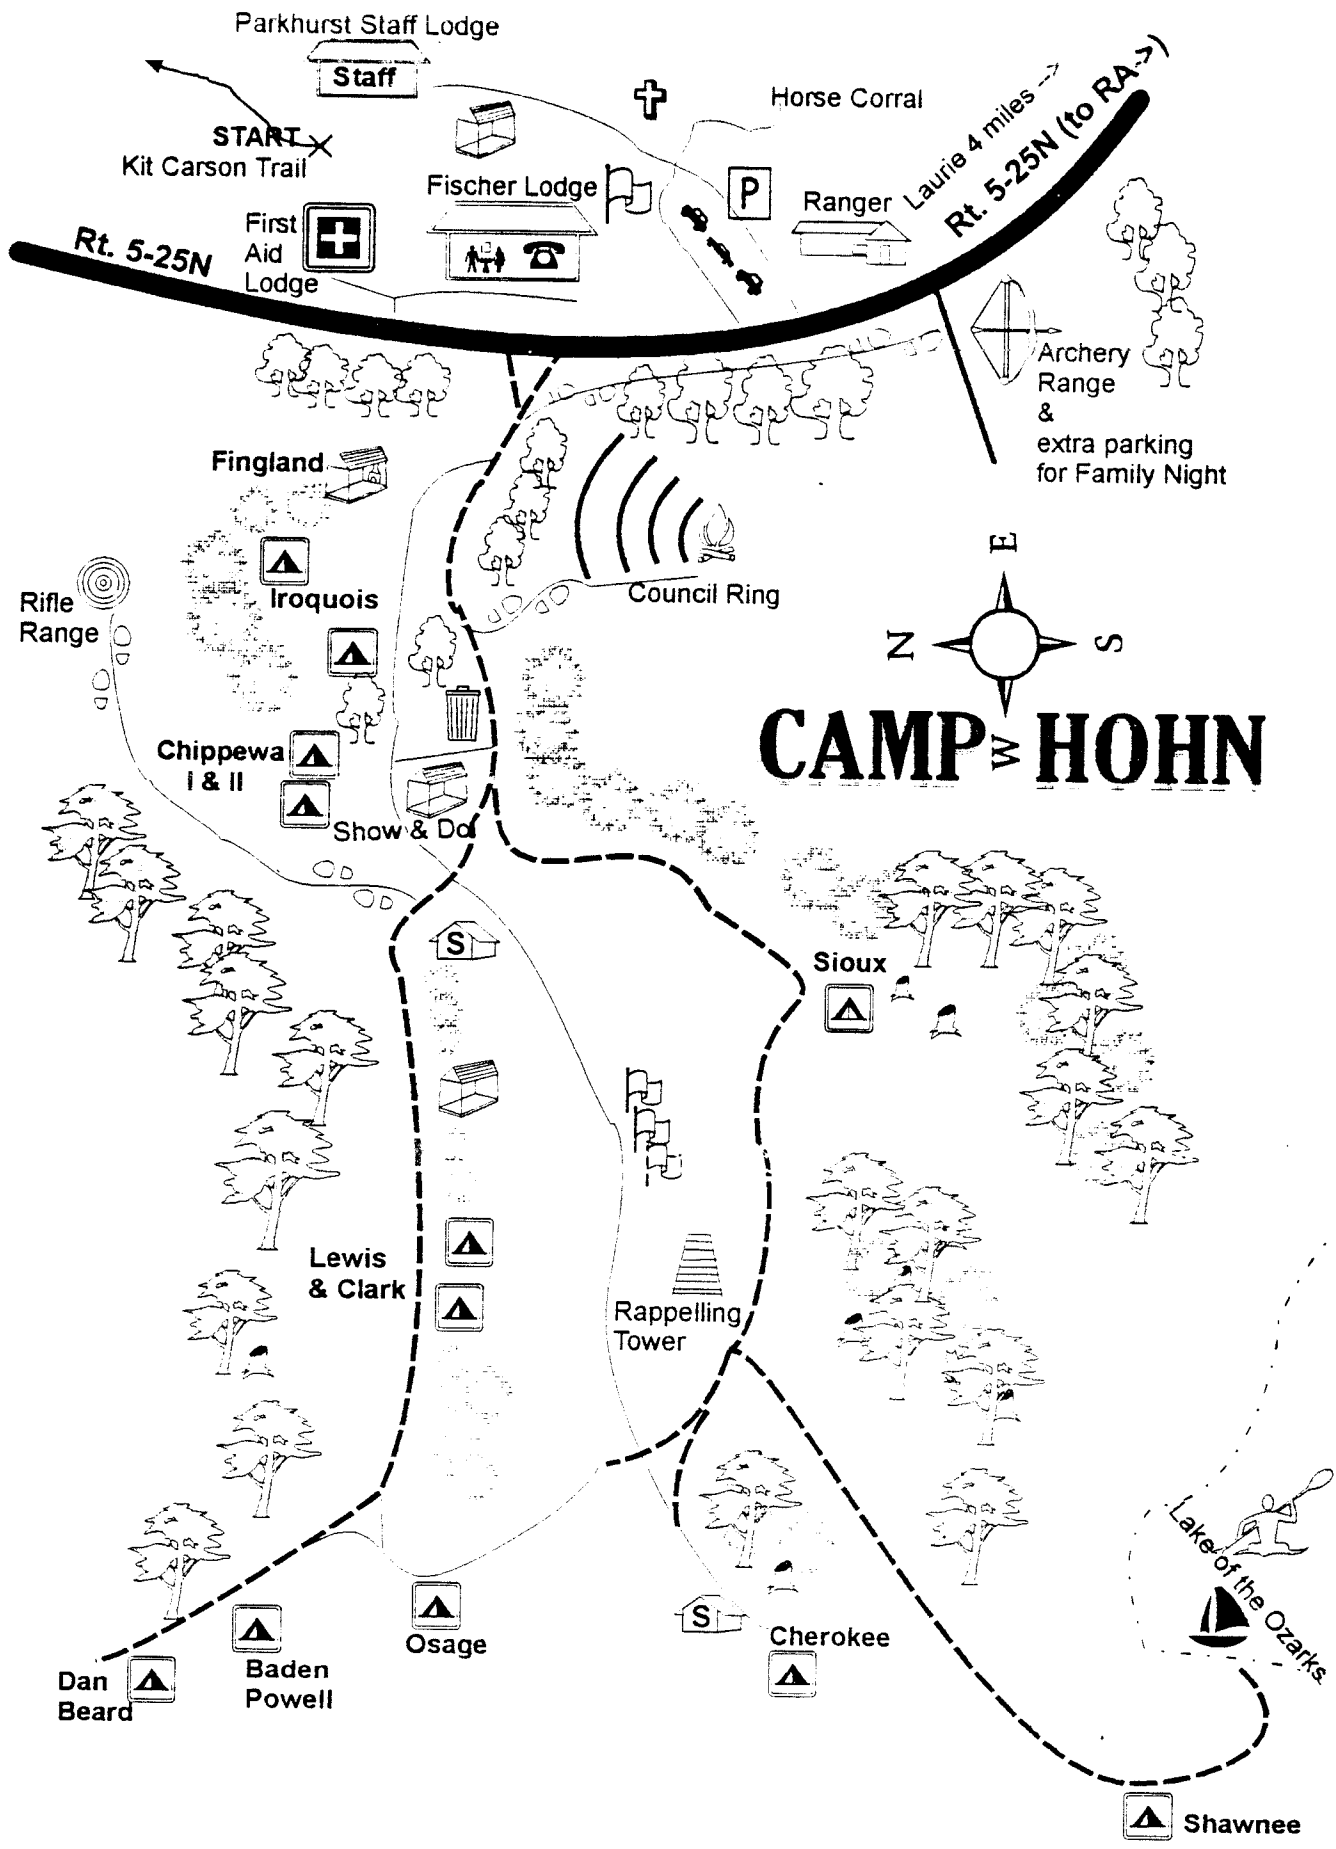 Parkhurst Staff Lodge
Staff
START
Kit Carson Trail
Horse Corral
Laurie 4 miles -->
Rt. 5-25N (to RA->)
Fischer Lodge
P
Ranger
First
Aid
Lodge
Rt. 5-25N
Archery
Range
&
extra parking
for Family Night
Fingland
Iroquois
Rifle
Range
Council Ring
E
N
S
W
CAMP HOHN
Chippewa
I & II
Show & Do
S
Sioux
Lewis
& Clark
Rappelling
Tower
Lake of the Ozarks
Osage
S
Cherokee
Baden
Powell
Dan
Beard
Shawnee